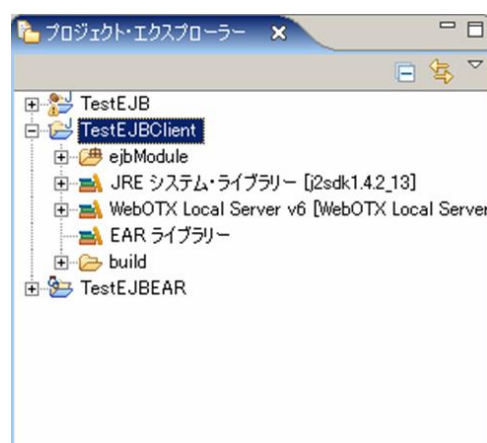 プロジェクト・エクスプローラー
TestEJB
TestEJBClient
ejbModule
JRE システム・ライブラリー [j2sdk1.4.2_13]
WebOTX Local Server v6 [WebOTX Local Server
EAR ライブラリー
build
TestEJBEAR